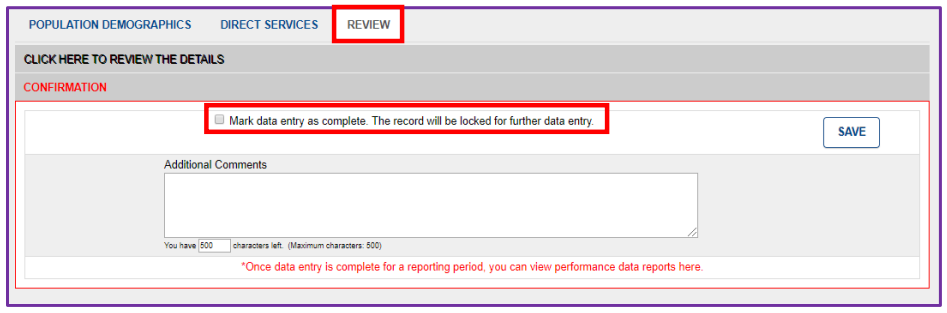 POPULATION DEMOGRAPHICS DIRECT SERVICES REVIEW
CLICK HERE TO REVIEW THE DETAILS
CONFIRMATION
Mark data entry as complete. The record will be locked for further data entry.
SAVE
Additional Comments
You have 500 characters left. (Maximum characters: 500)
*Once data entry is complete for a reporting period, you can view performance data reports here.